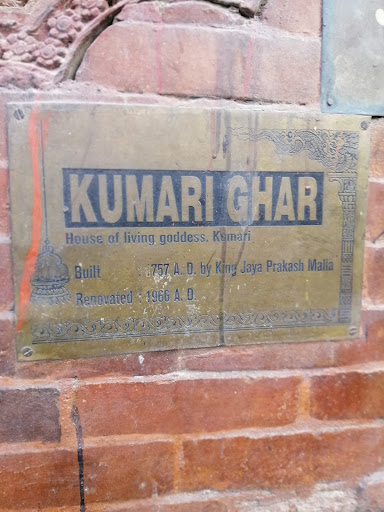 KUMARI GHAR
House of living goddess, Kumari
Built : 1757 A. D. by King Jaya Prakash Malla
Renovated : 1966 A. D.